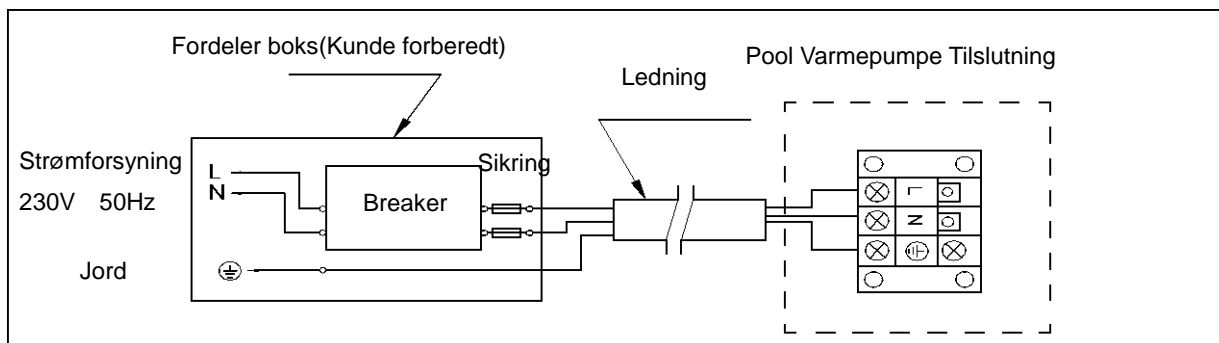 Fordeler boks(Kunde forberedt)
Pool Varmepumpe Tilslutning
Ledning
Strømforsyning
230V 50Hz
Jord
L
N
Breaker
Sikring
L
N